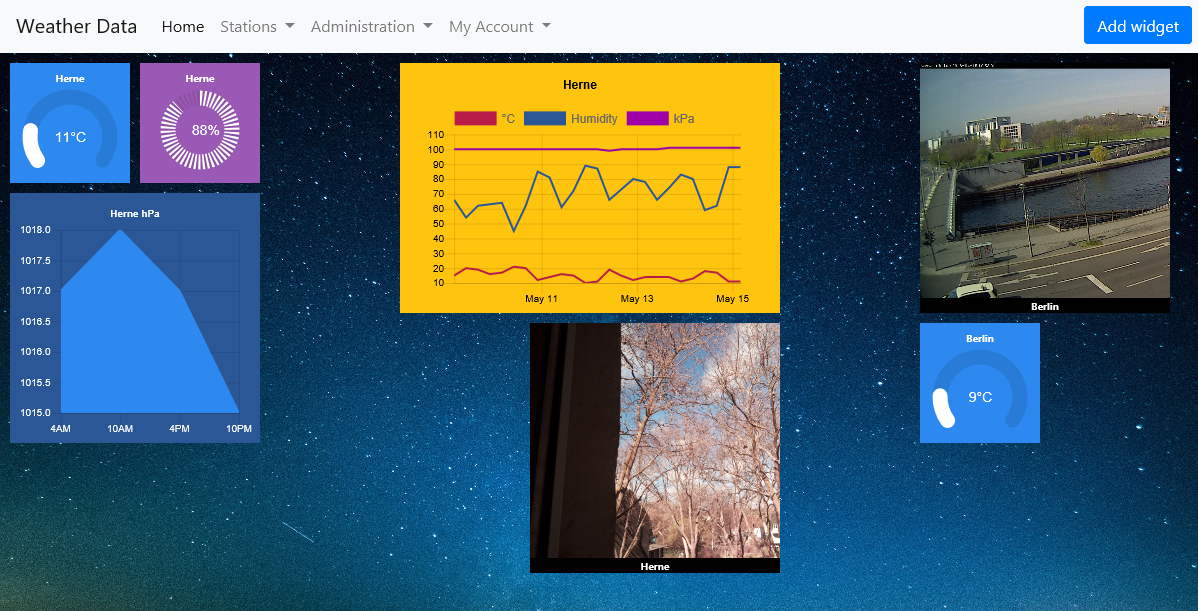 Weather Data Home Stations Administration My Account Add widget
Herne
11°C
Herne
88%
Herne hPa
1018.0
1017.5
1017.0
1016.5
1016.0
1015.5
1015.0
4AM 10AM 4PM 10PM
Herne
°C Humidity kPa
110
100
90
80
70
60
50
40
30
20
10
May 11 May 13 May 15
Herne
Berlin
Berlin
9°C